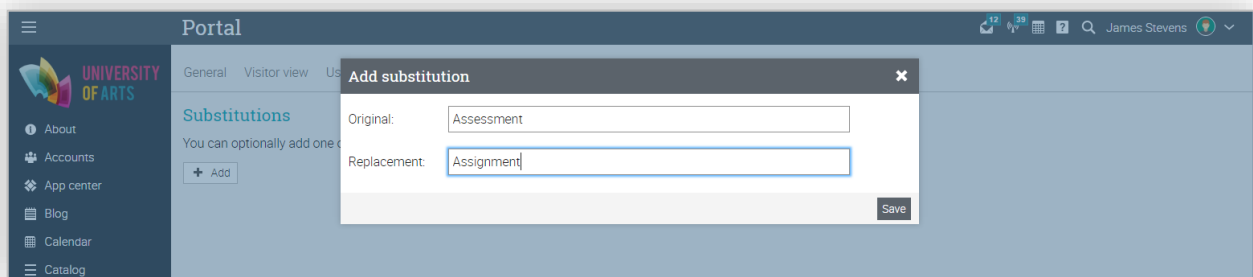 Portal
12
39
?
James Stevens
UNIVERSITY
OF ARTS
General Visitor view
Add substitution
Substitutions
Original: Assessment
You can optionally add one
Replacement: Assignment
+ Add
Save
About
Accounts
App center
Blog
Calendar
Catalog